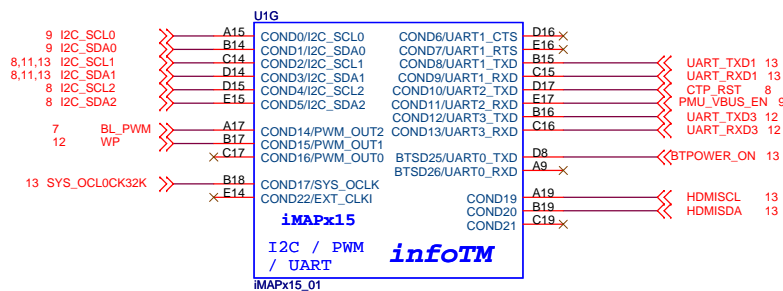 U1G
9 I2C_SCL0 A15 COND0/I2C_SCL0 COND6/UART1_CTS D16
9 I2C_SDA0 B14 COND1/I2C_SDA0 COND7/UART1_RTS E16
8,11,13 I2C_SCL1 C14 COND2/I2C_SCL1 COND8/UART1_TXD B15 UART_TXD1 13
8,11,13 I2C_SDA1 D14 COND3/I2C_SDA1 COND9/UART1_RXD C15 UART_RXD1 13
8 I2C_SCL2 D15 COND4/I2C_SCL2 COND10/UART2_TXD D17 CTP_RST 8
8 I2C_SDA2 E15 COND5/I2C_SDA2 COND11/UART2_RXD E17 PMU_VBUS_EN 9
COND12/UART3_TXD B16 UART_TXD3 12
7 BL_PWM A17 COND14/PWM_OUT2 COND13/UART3_RXD C16 UART_RXD3 12
12 WP B17 COND15/PWM_OUT1
C17 COND16/PWM_OUT0 BTSD25/UART0_TXD D8 BTPOWER_ON 13
BTSD26/UART0_RXD A9
13 SYS_OCL0CK32K B18 COND17/SYS_OCLK
E14 COND22/EXT_CLKI COND19 A19 HDMISCL 13
COND20 B19 HDMISDA 13
iMAPx15 COND21 C19
I2C / PWM infoTM
/ UART
iMAPx15_01